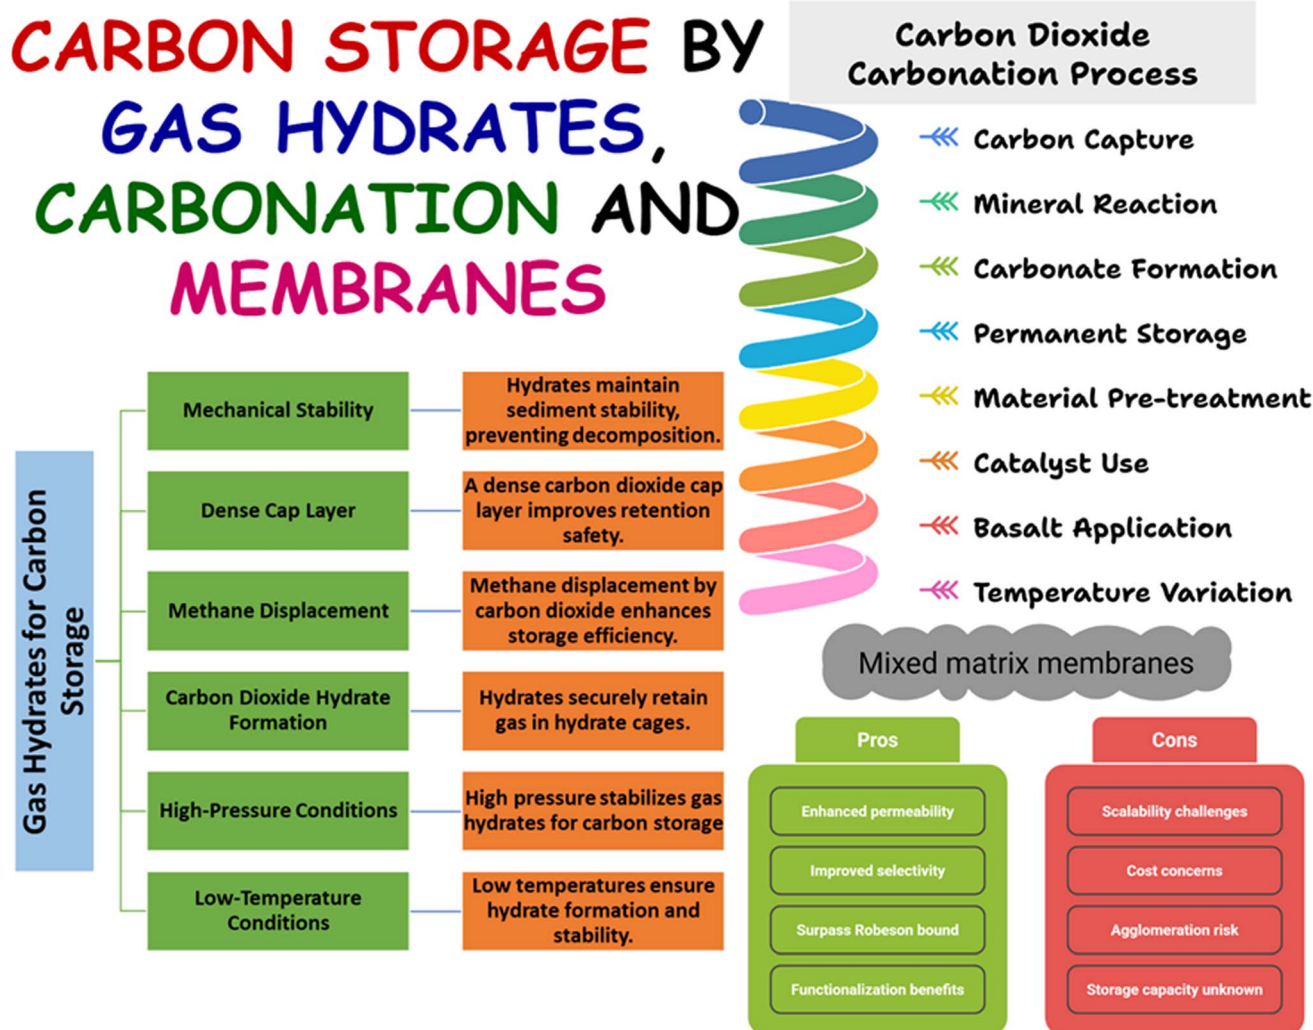 CARBON STORAGE BY
GAS HYDRATES,
CARBONATION AND
MEMBRANES
Gas Hydrates for Carbon
Storage
Mechanical Stability
Hydrates maintain
sediment stability,
preventing decomposition.
Dense Cap Layer
A dense carbon dioxide cap
layer improves retention
safety.
Methane Displacement
Methane displacement by
carbon dioxide enhances
storage efficiency.
Carbon Dioxide Hydrate
Formation
Hydrates securely retain
gas in hydrate cages.
High-Pressure Conditions
High pressure stabilizes gas
hydrates for carbon storage
Low-Temperature
Conditions
Low temperatures ensure
hydrate formation and
stability.
Carbon Dioxide
Carbonation Process
Carbon Capture
Mineral Reaction
Carbonate Formation
Permanent Storage
Material Pre-treatment
Catalyst Use
Basalt Application
Temperature Variation
Mixed matrix membranes
Pros
Enhanced permeability
Improved selectivity
Surpass Robeson bound
Functionalization benefits
Cons
Scalability challenges
Cost concerns
Agglomeration risk
Storage capacity unknown